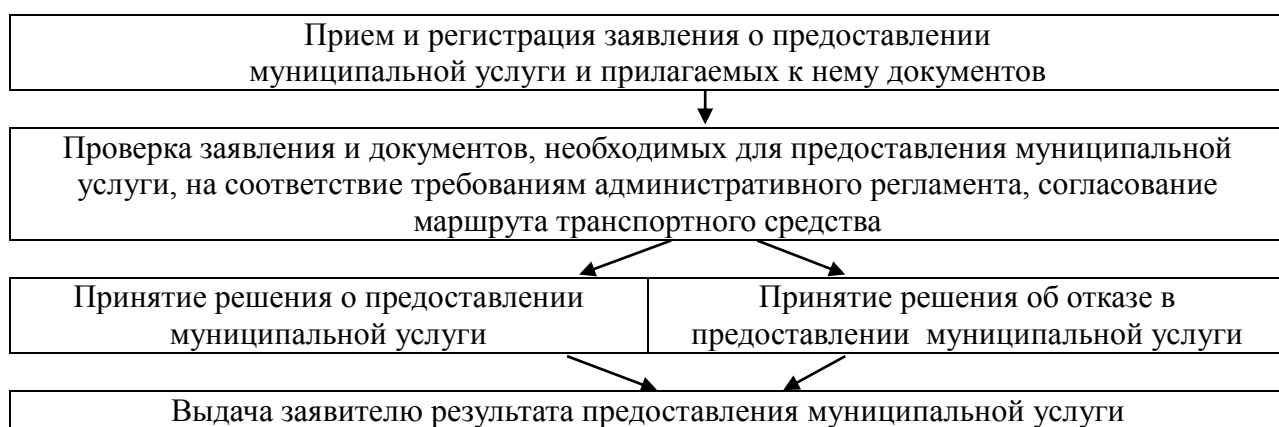 Прием и регистрация заявления о предоставлении
муниципальной услуги и прилагаемых к нему документов
Проверка заявления и документов, необходимых для предоставления муниципальной
услуги, на соответствие требованиям административного регламента, согласование
маршрута транспортного средства
Принятие решения о предоставлении
муниципальной услуги
Принятие решения об отказе в
предоставлении муниципальной услуги
Выдача заявителю результата предоставления муниципальной услуги